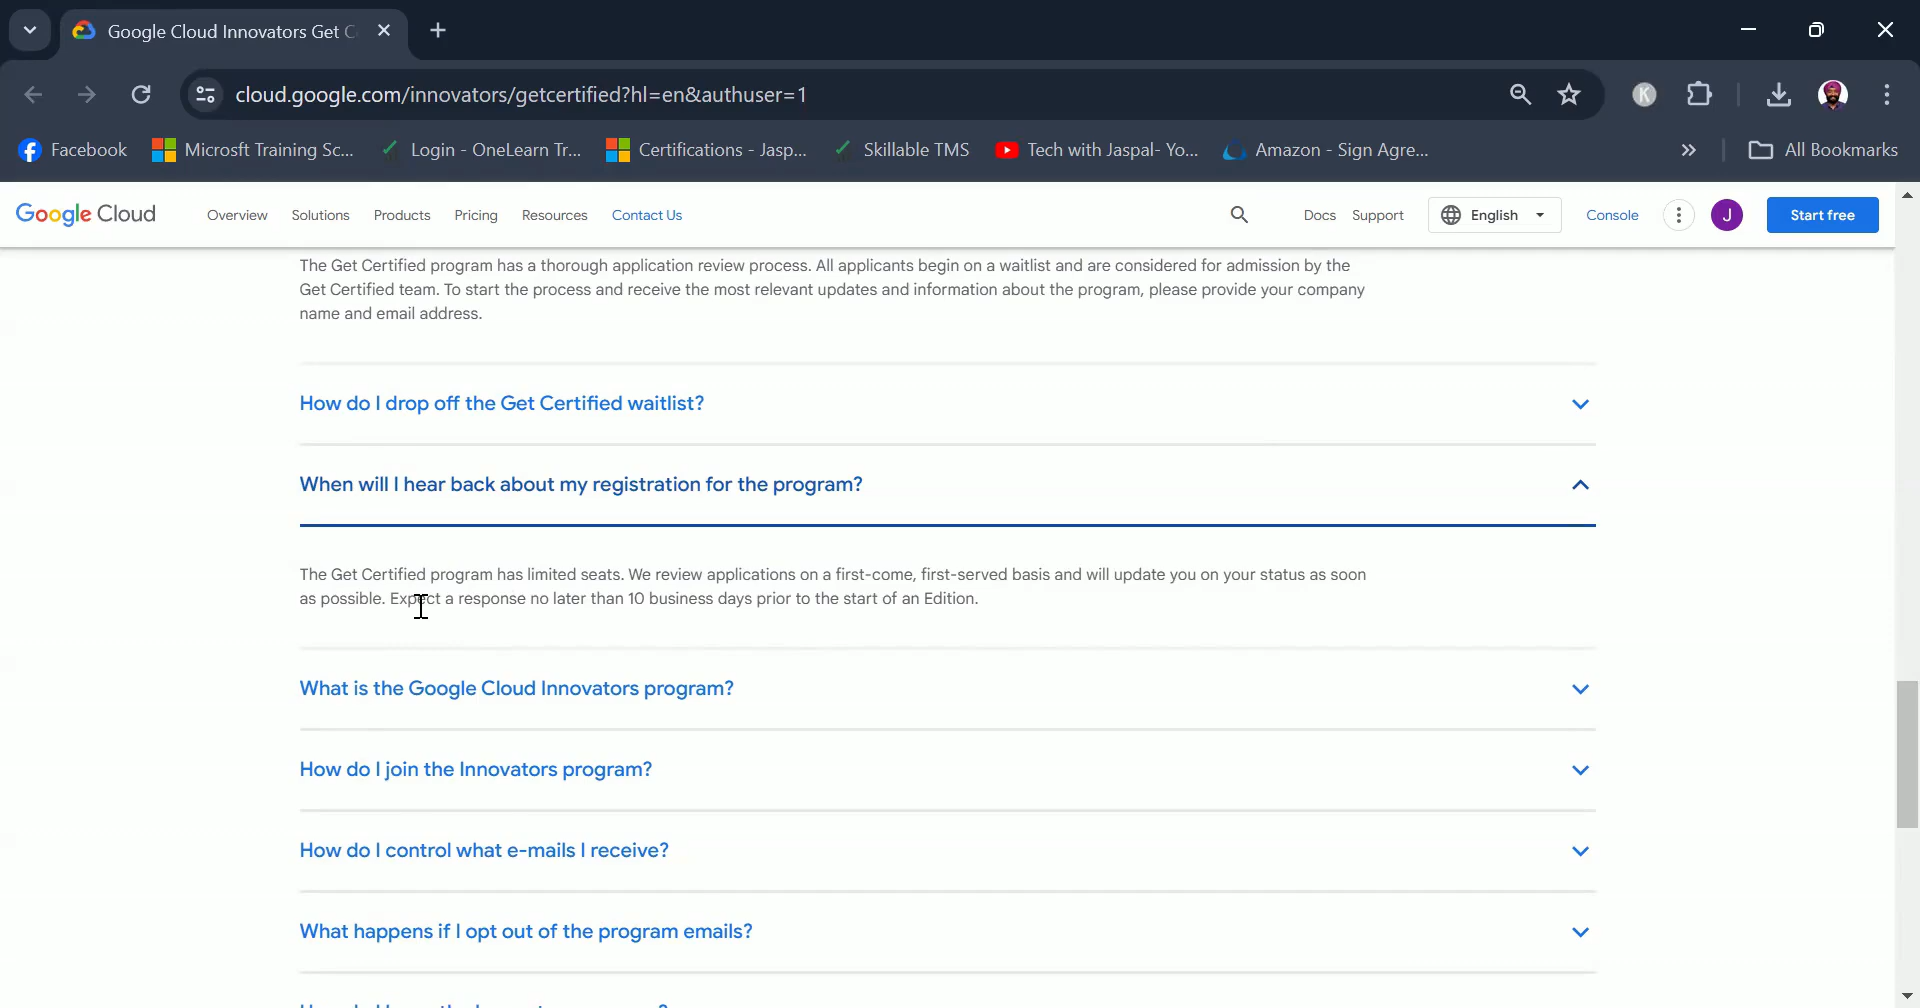 Google Cloud Innovators Get C
cloud.google.com/innovators/getcertified?hl=en&authuser=1
K
Facebook
Microsft Training Sc...
Login - OneLearn Tr...
Certifications - Jasp...
Skillable TMS
Tech with Jaspal- Yo...
Amazon - Sign Agre...
All Bookmarks
Google Cloud
Overview
Solutions
Products
Pricing
Resources
Contact Us
Docs
Support
English
Console
J
Start free
The Get Certified program has a thorough application review process. All applicants begin on a waitlist and are considered for admission by the
Get Certified team. To start the process and receive the most relevant updates and information about the program, please provide your company
name and email address.
How do I drop off the Get Certified waitlist?
When will I hear back about my registration for the program?
The Get Certified program has limited seats. We review applications on a first-come, first-served basis and will update you on your status as soon
as possible. Expect a response no later than 10 business days prior to the start of an Edition.
What is the Google Cloud Innovators program?
How do I join the Innovators program?
How do I control what e-mails I receive?
What happens if I opt out of the program emails?